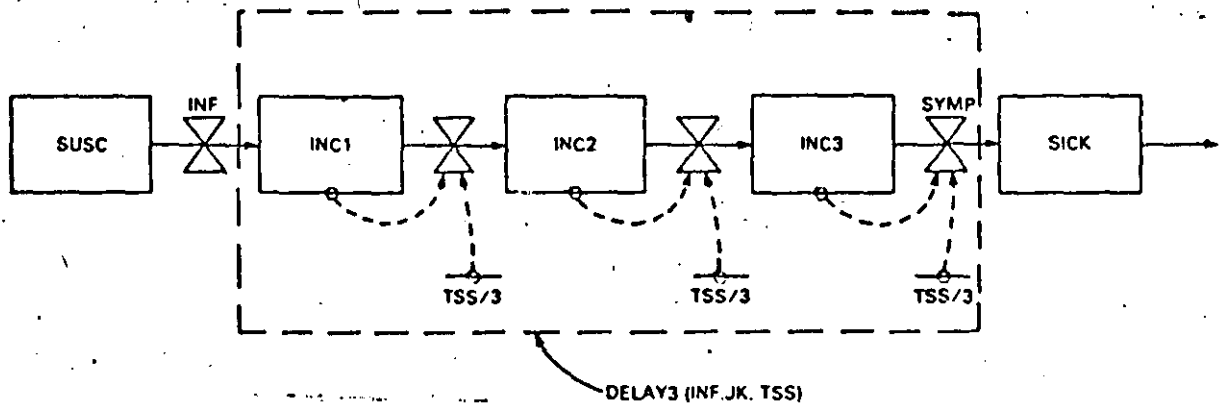 INF
SYMP
SUSC
INC1
INC2
INC3
SICK
TSS/3
TSS/3
TSS/3
DELAY3 (INF.JK, TSS)